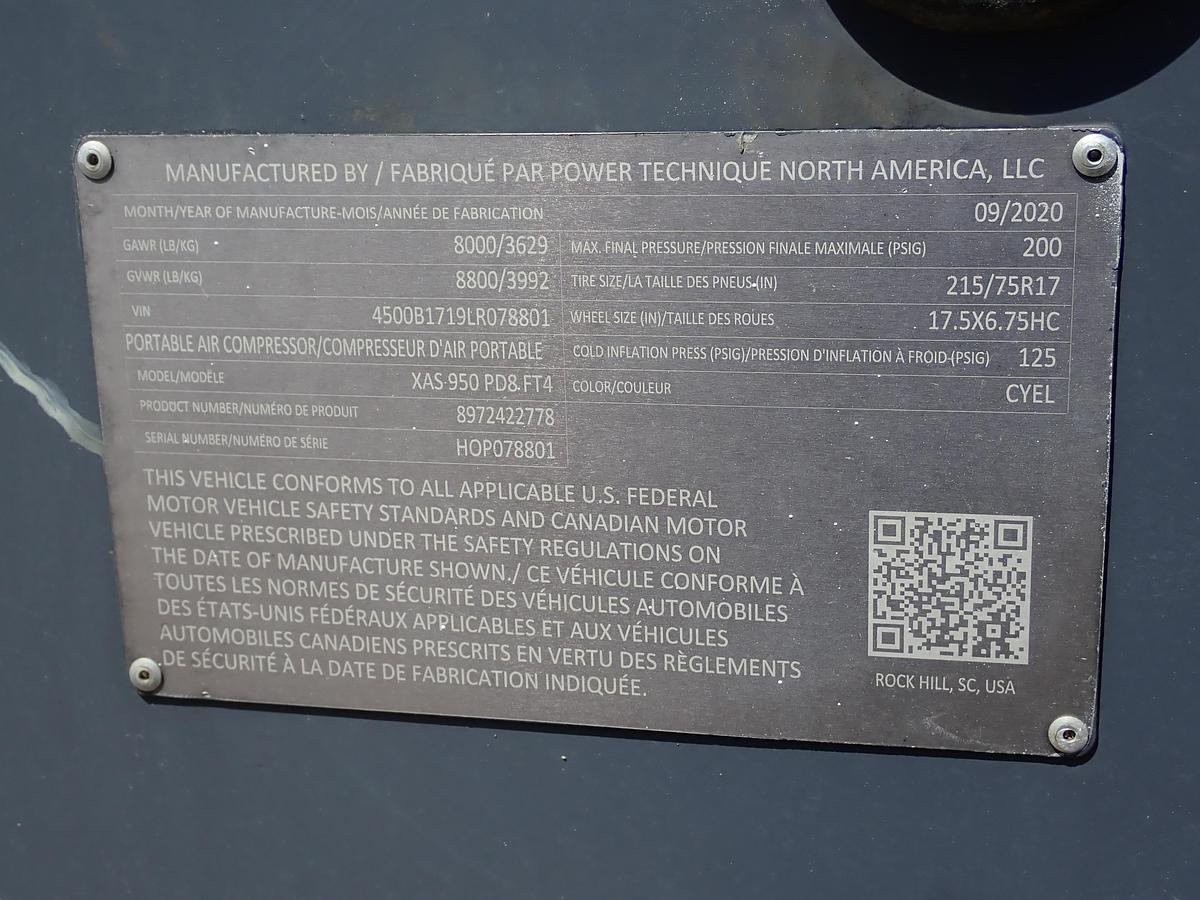 MANUFACTURED BY / FABRIQUÉ PAR POWER TECHNIQUE NORTH AMERICA, LLC
MONTH/YEAR OF MANUFACTURE-MOIS/ANNÉE DE FABRICATION 09/2020
GAWR (LB/KG) 8000/3629 MAX. FINAL PRESSURE/PRESSION FINALE MAXIMALE (PSIG) 200
GVWR (LB/KG) 8800/3992 TIRE SIZE/LA TAILLE DES PNEUS (IN) 215/75R17
VIN 4500B1719LR078801 WHEEL SIZE (IN)/TAILLE DES ROUES 17.5X6.75HC
PORTABLE AIR COMPRESSOR/COMPRESSEUR D'AIR PORTABLE COLD INFLATION PRESS (PSIG)/PRESSION D'INFLATION À FROID-(PSIG) 125
MODEL/MODÈLE XAS 950 PD8 FT4 COLOR/COULEUR CYEL
PRODUCT NUMBER/NUMÉRO DE PRODUIT 8972422778
SERIAL NUMBER/NUMÉRO DE SÉRIE HOP078801
THIS VEHICLE CONFORMS TO ALL APPLICABLE U.S. FEDERAL
MOTOR VEHICLE SAFETY STANDARDS AND CANADIAN MOTOR
VEHICLE PRESCRIBED UNDER THE SAFETY REGULATIONS ON
THE DATE OF MANUFACTURE SHOWN./ CE VÉHICULE CONFORME À
TOUTES LES NORMES DE SÉCURITÉ DES VÉHICULES AUTOMOBILES
DES ÉTATS-UNIS FÉDÉRAUX APPLICABLES ET AUX VÉHICULES
AUTOMOBILES CANADIENS PRESCRITS EN VERTU DES RÈGLEMENTS
DE SÉCURITÉ À LA DATE DE FABRICATION INDIQUÉE.
ROCK HILL, SC, USA